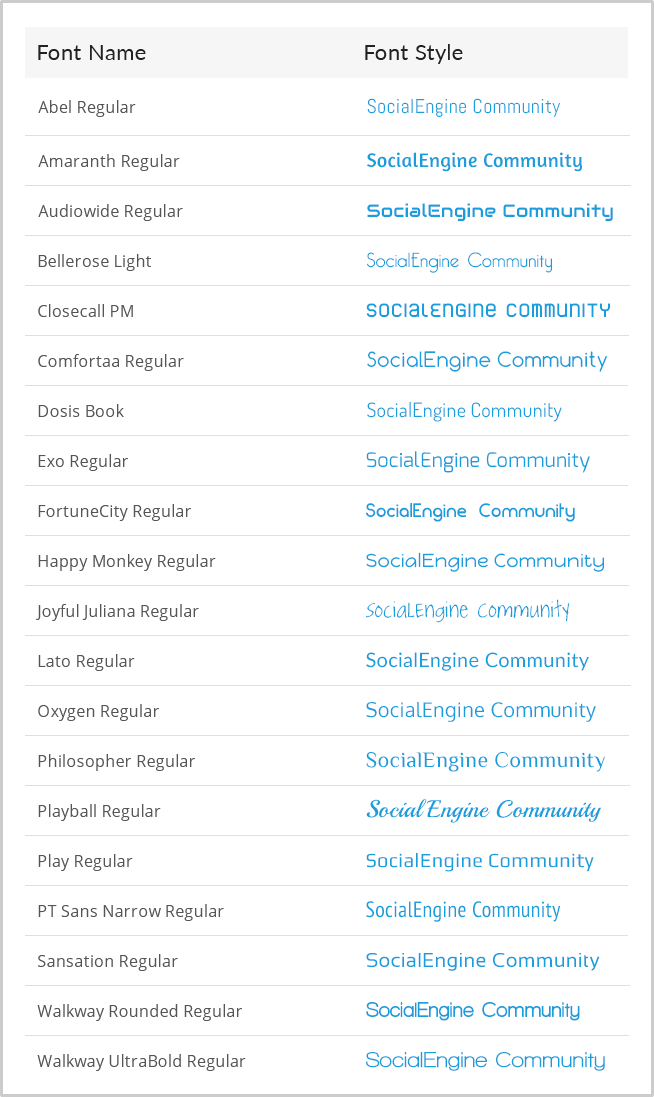 Font Name Font Style
Abel Regular SocialEngine Community
Amaranth Regular SocialEngine Community
Audiowide Regular SocialEngine Community
Bellerose Light SocialEngine Community
Closecall PM SOCIaLENGINe COMMUNITY
Comfortaa Regular SocialEngine Community
Dosis Book SocialEngine Community
Exo Regular SocialEngine Community
FortuneCity Regular SocialEngine Community
Happy Monkey Regular SocialEngine Community
Joyful Juliana Regular SociaLEngine Community
Lato Regular SocialEngine Community
Oxygen Regular SocialEngine Community
Philosopher Regular SocialEngine Community
Playball Regular SocialEngine Community
Play Regular SocialEngine Community
PT Sans Narrow Regular SocialEngine Community
Sansation Regular SocialEngine Community
Walkway Rounded Regular SocialEngine Community
Walkway UltraBold Regular SocialEngine Community